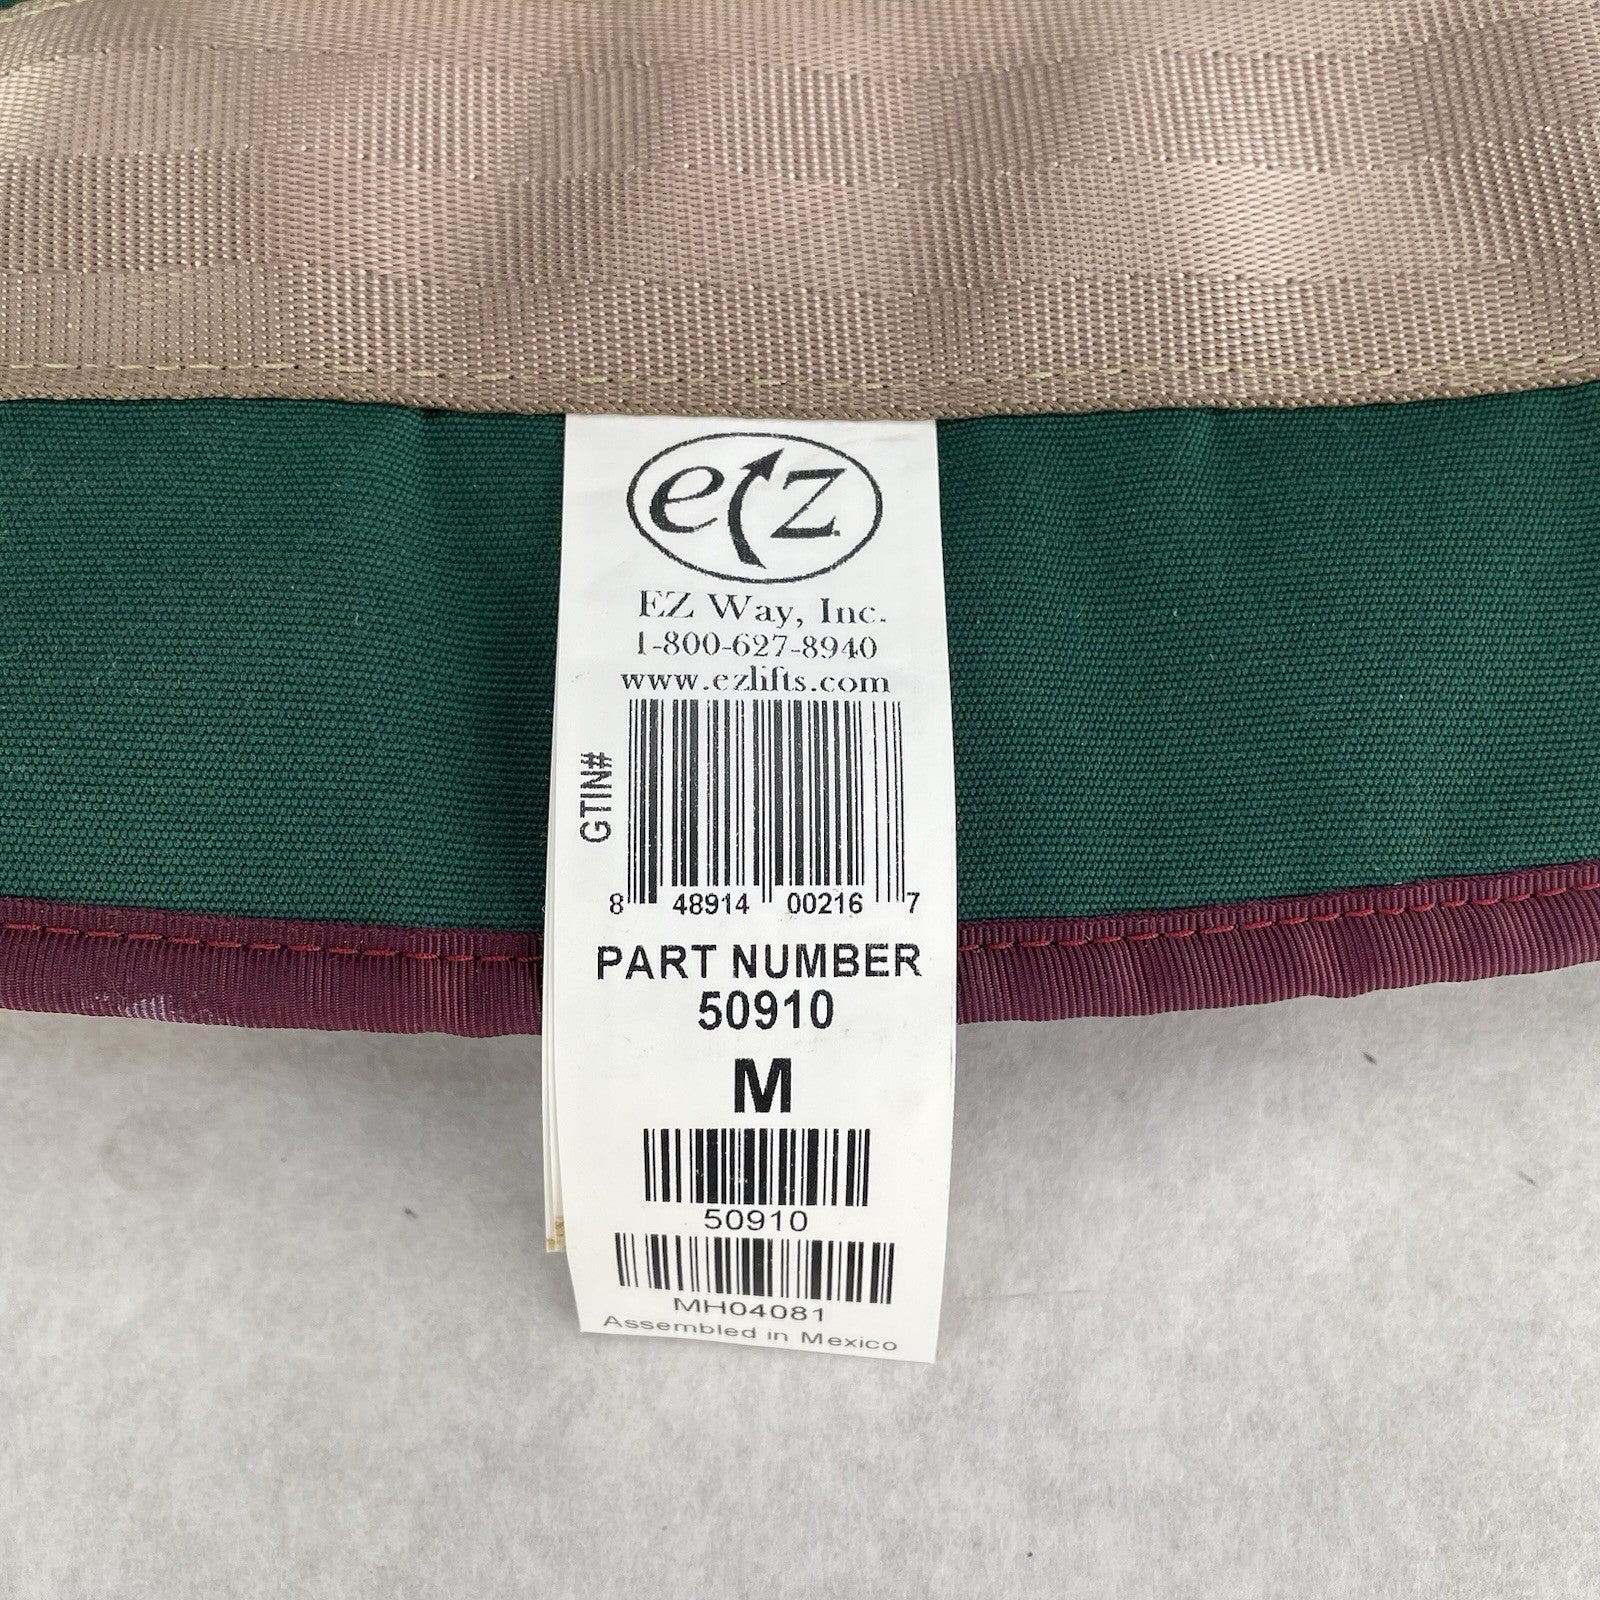 ez
EZ Way, Inc.
1-800-627-8940
www.ezlifts.com
GTIN#
8 48914 00216 7
PART NUMBER
50910
M
50910
MH04081
Assembled in Mexico